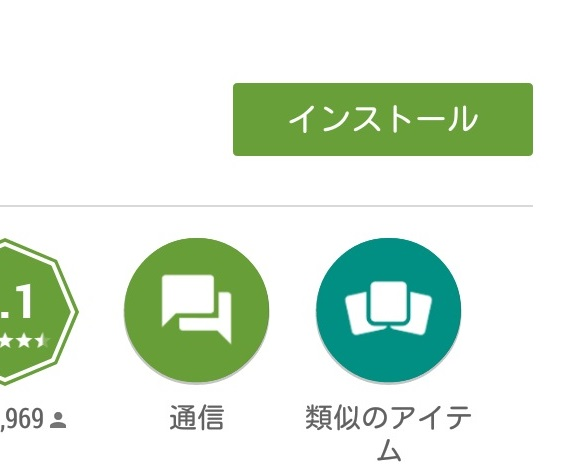 インストール
.1
,969
通信
類似のアイテ
ム